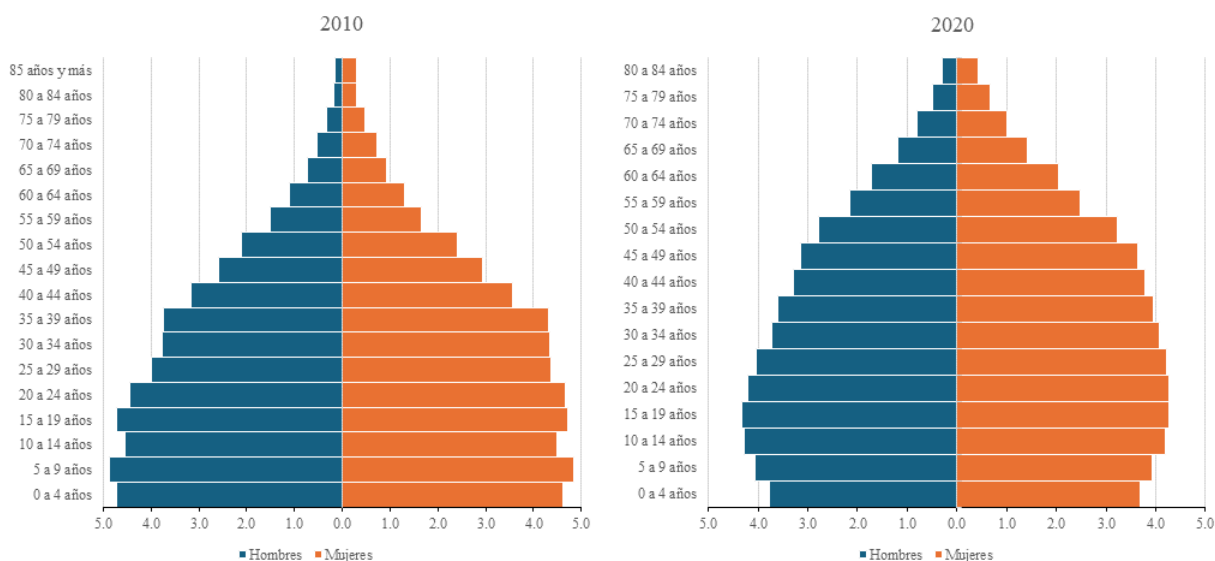 2010
85 años y más
80 a 84 años
75 a 79 años
70 a 74 años
65 a 69 años
60 a 64 años
55 a 59 años
50 a 54 años
45 a 49 años
40 a 44 años
35 a 39 años
30 a 34 años
25 a 29 años
20 a 24 años
15 a 19 años
10 a 14 años
5 a 9 años
0 a 4 años
5.0 4.0 3.0 2.0 1.0 0.0 1.0 2.0 3.0 4.0 5.0
Hombres Mujeres
2020
80 a 84 años
75 a 79 años
70 a 74 años
65 a 69 años
60 a 64 años
55 a 59 años
50 a 54 años
45 a 49 años
40 a 44 años
35 a 39 años
30 a 34 años
25 a 29 años
20 a 24 años
15 a 19 años
10 a 14 años
5 a 9 años
0 a 4 años
5.0 4.0 3.0 2.0 1.0 0.0 1.0 2.0 3.0 4.0 5.0
Hombres Mujeres